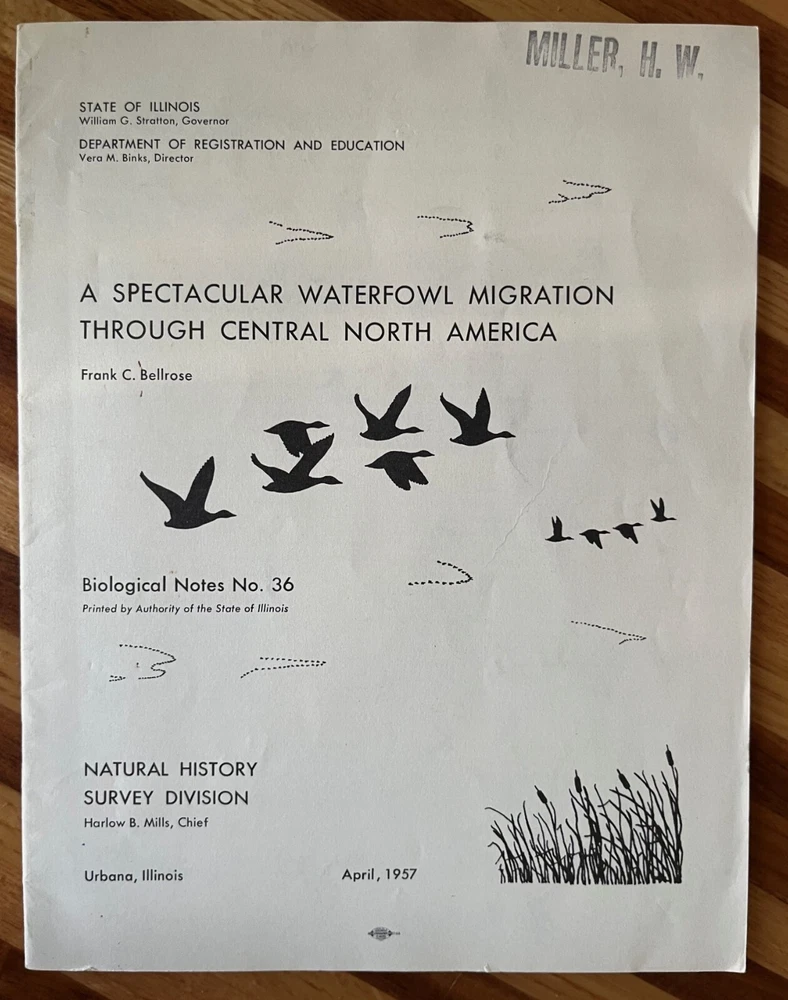 MILLER, H. W.
STATE OF ILLINOIS
William G. Stratton, Governor
DEPARTMENT OF REGISTRATION AND EDUCATION
Vera M. Binks, Director
A SPECTACULAR WATERFOWL MIGRATION
THROUGH CENTRAL NORTH AMERICA
Frank C. Bellrose
Biological Notes No. 36
Printed by Authority of the State of Illinois
NATURAL HISTORY
SURVEY DIVISION
Harlow B. Mills, Chief
Urbana, Illinois April, 1957